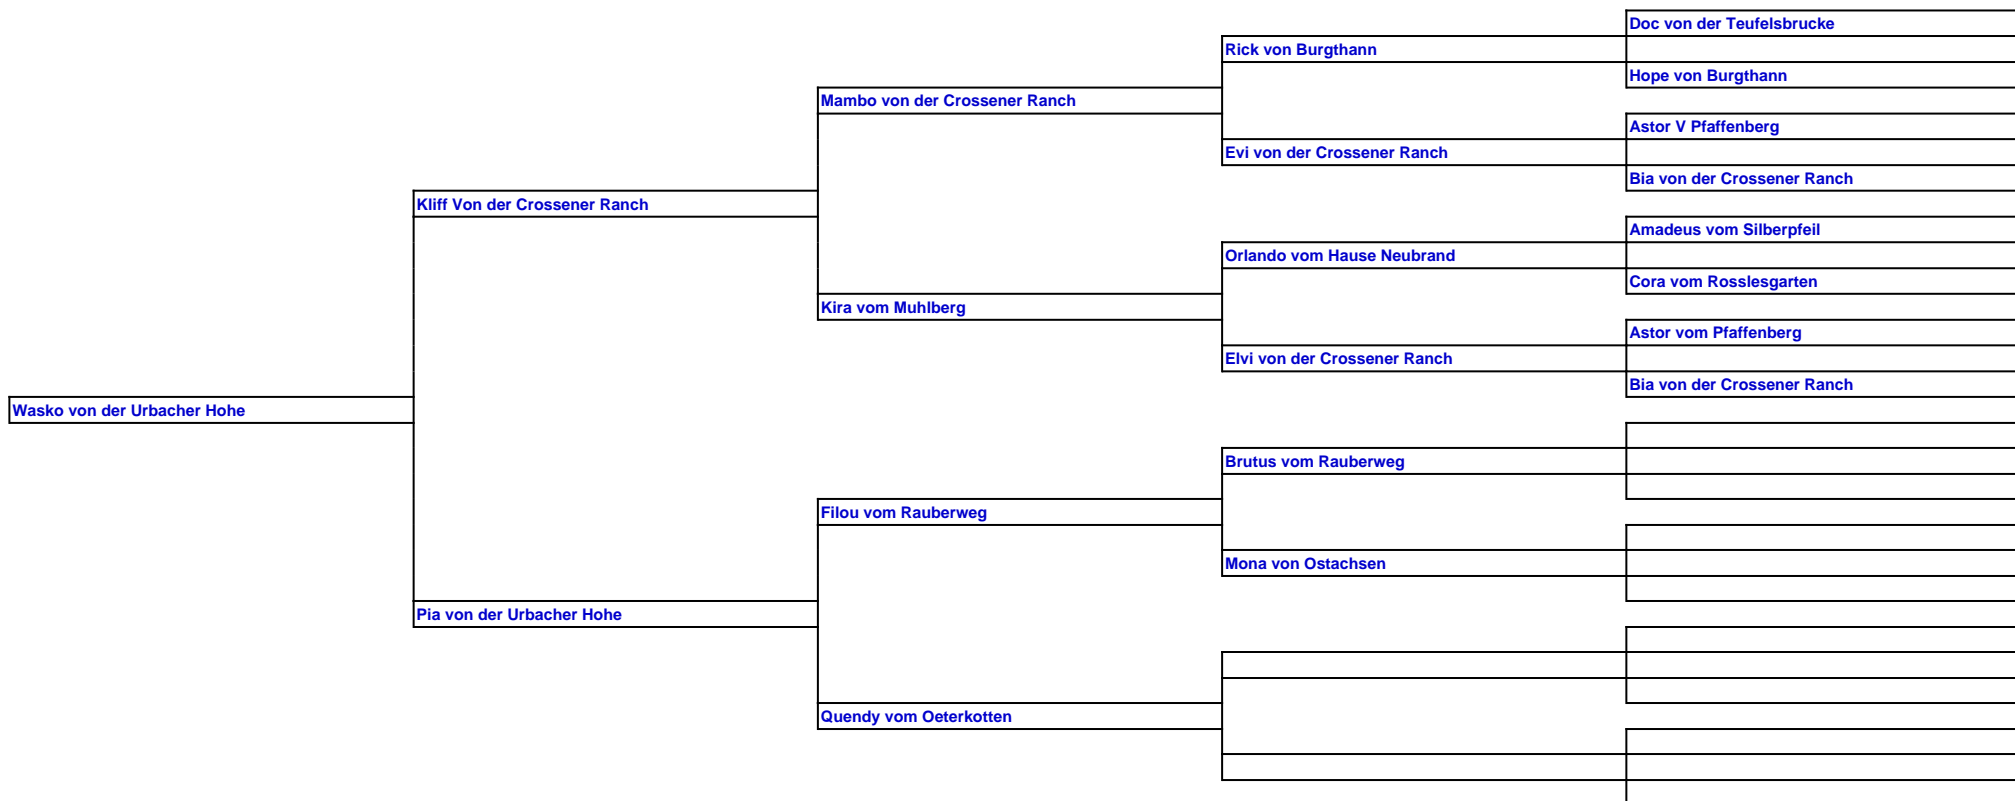 Doc von der Teufelsbrucke
Rick von Burgthann
Hope von Burgthann
Mambo von der Crossener Ranch
Astor V Pfaffenberg
Evi von der Crossener Ranch
Bia von der Crossener Ranch
Kliff Von der Crossener Ranch
Amadeus vom Silberpfeil
Orlando vom Hause Neubrand
Cora vom Rosslesgarten
Kira vom Muhlberg
Astor vom Pfaffenberg
Elvi von der Crossener Ranch
Bia von der Crossener Ranch
Wasko von der Urbacher Hohe
Brutus vom Rauberweg
Filou vom Rauberweg
Mona von Ostachsen
Pia von der Urbacher Hohe
Quendy vom Oeterkotten